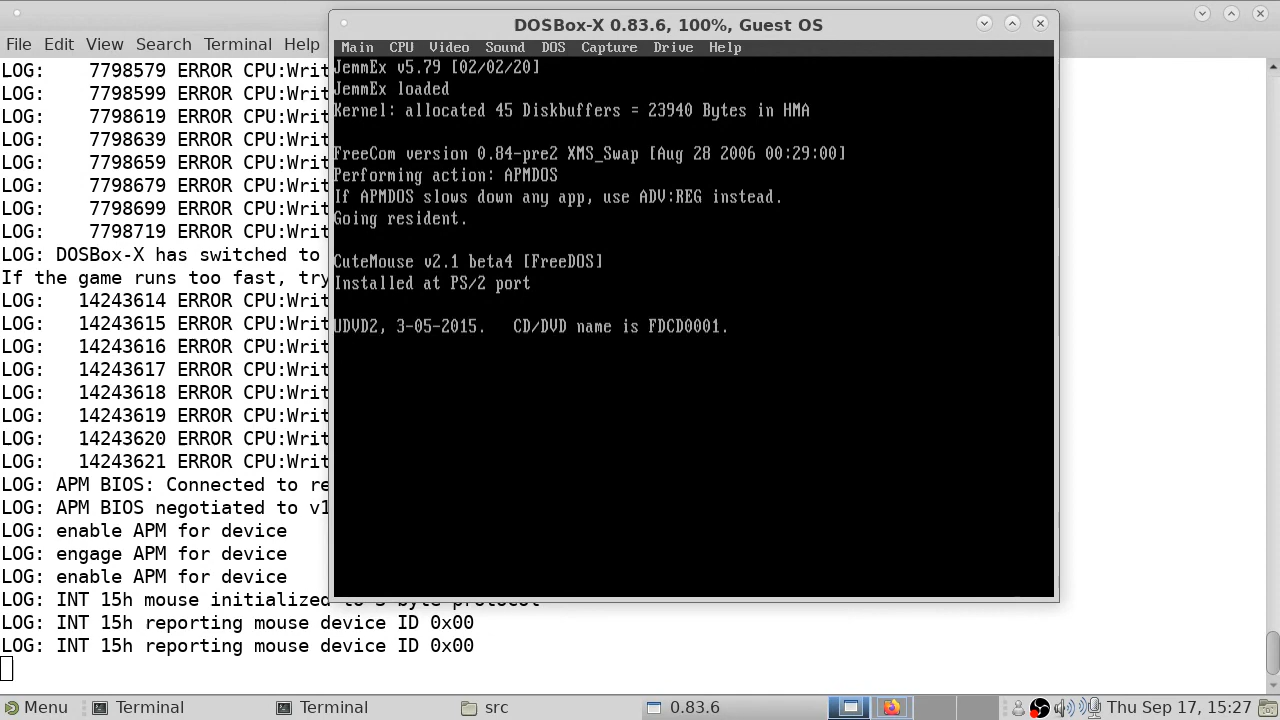 DOSBox-X 0.83.6, 100%, Guest OS
File Edit View Search Terminal Help
Main CPU Video Sound DOS Capture Drive Help
LOG: 7798579 ERROR CPU:Writ
LOG: 7798599 ERROR CPU:Writ
LOG: 7798619 ERROR CPU:Writ
LOG: 7798639 ERROR CPU:Writ
LOG: 7798659 ERROR CPU:Writ
LOG: 7798679 ERROR CPU:Writ
LOG: 7798699 ERROR CPU:Writ
LOG: 7798719 ERROR CPU:Writ
LOG: DOSBox-X has switched to
If the game runs too fast, try
LOG: 14243614 ERROR CPU:Writ
LOG: 14243615 ERROR CPU:Writ
LOG: 14243616 ERROR CPU:Writ
LOG: 14243617 ERROR CPU:Writ
LOG: 14243618 ERROR CPU:Writ
LOG: 14243619 ERROR CPU:Writ
LOG: 14243620 ERROR CPU:Writ
LOG: 14243621 ERROR CPU:Writ
LOG: APM BIOS: Connected to re
LOG: APM BIOS negotiated to v1
LOG: enable APM for device
LOG: engage APM for device
LOG: enable APM for device
LOG: INT 15h mouse initialized to 3-byte protocol
LOG: INT 15h reporting mouse device ID 0x00
LOG: INT 15h reporting mouse device ID 0x00
JemmEx v5.79 [02/02/20]
JemmEx loaded
Kernel: allocated 45 Diskbuffers = 23940 Bytes in HMA
FreeCom version 0.84-pre2 XMS_Swap [Aug 28 2006 00:29:00]
Performing action: APMDOS
If APMDOS slows down any app, use ADV:REG instead.
Going resident.
CuteMouse v2.1 beta4 [FreeDOS]
Installed at PS/2 port
UDVD2, 3-05-2015. CD/DVD name is FDCD0001.
Menu Terminal Terminal src 0.83.6 Thu Sep 17, 15:27